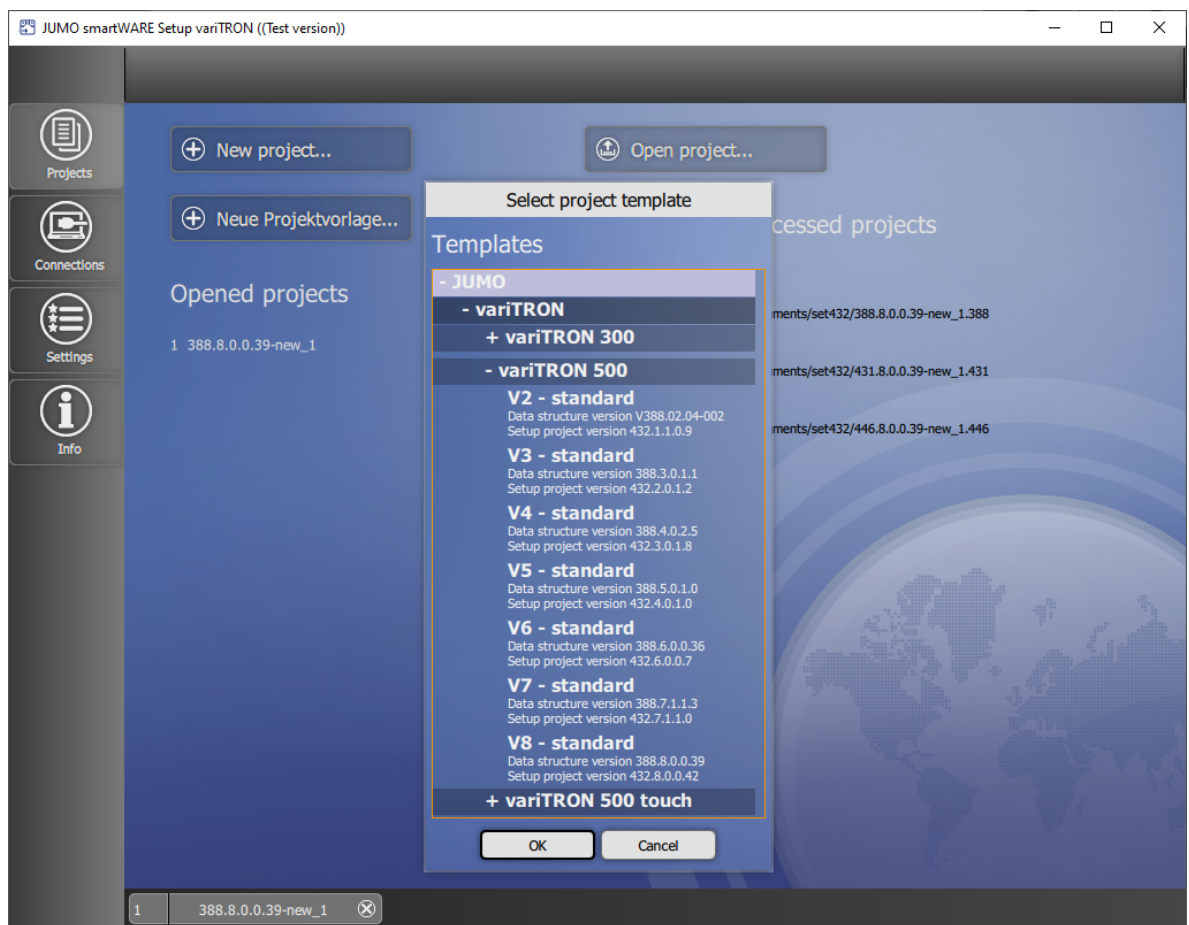 JUMO smartWARE Setup variTRON ((Test version))
Projects
Connections
Settings
Info
New project...
Open project...
Neue Projektvorlage...
Opened projects
1 388.8.0.0.39-new_1
cessed projects
ments/set432/388.8.0.0.39-new_1.388
ments/set432/431.8.0.0.39-new_1.431
ments/set432/446.8.0.0.39-new_1.446
Select project template
Templates
- JUMO
- variTRON
+ variTRON 300
- variTRON 500
V2 - standard
Data structure version V388.02.04-002
Setup project version 432.1.1.0.9
V3 - standard
Data structure version 388.3.0.1.1
Setup project version 432.2.0.1.2
V4 - standard
Data structure version 388.4.0.2.5
Setup project version 432.3.0.1.8
V5 - standard
Data structure version 388.5.0.1.0
Setup project version 432.4.0.1.0
V6 - standard
Data structure version 388.6.0.0.36
Setup project version 432.6.0.0.7
V7 - standard
Data structure version 388.7.1.1.3
Setup project version 432.7.1.1.0
V8 - standard
Data structure version 388.8.0.0.39
Setup project version 432.8.0.0.42
+ variTRON 500 touch
OK
Cancel
1
388.8.0.0.39-new_1